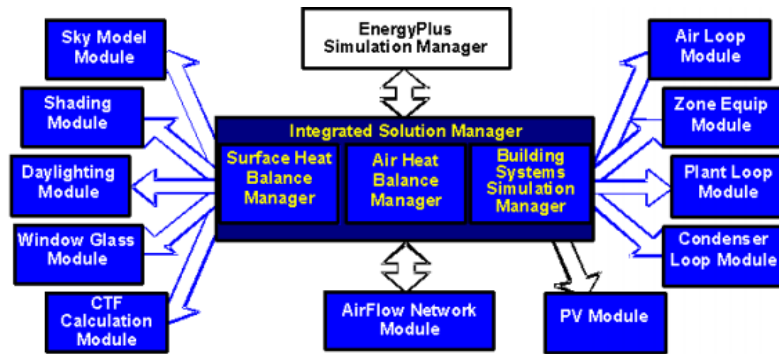 EnergyPlus
Simulation Manager
Sky Model
Module
Shading
Module
Daylighting
Module
Window Glass
Module
CTF
Calculation
Module
Integrated Solution Manager
Surface Heat
Balance
Manager
Air Heat
Balance
Manager
Building
Systems
Simulation
Manager
Air Loop
Module
Zone Equip
Module
Plant Loop
Module
Condenser
Loop Module
AirFlow Network
Module
PV Module